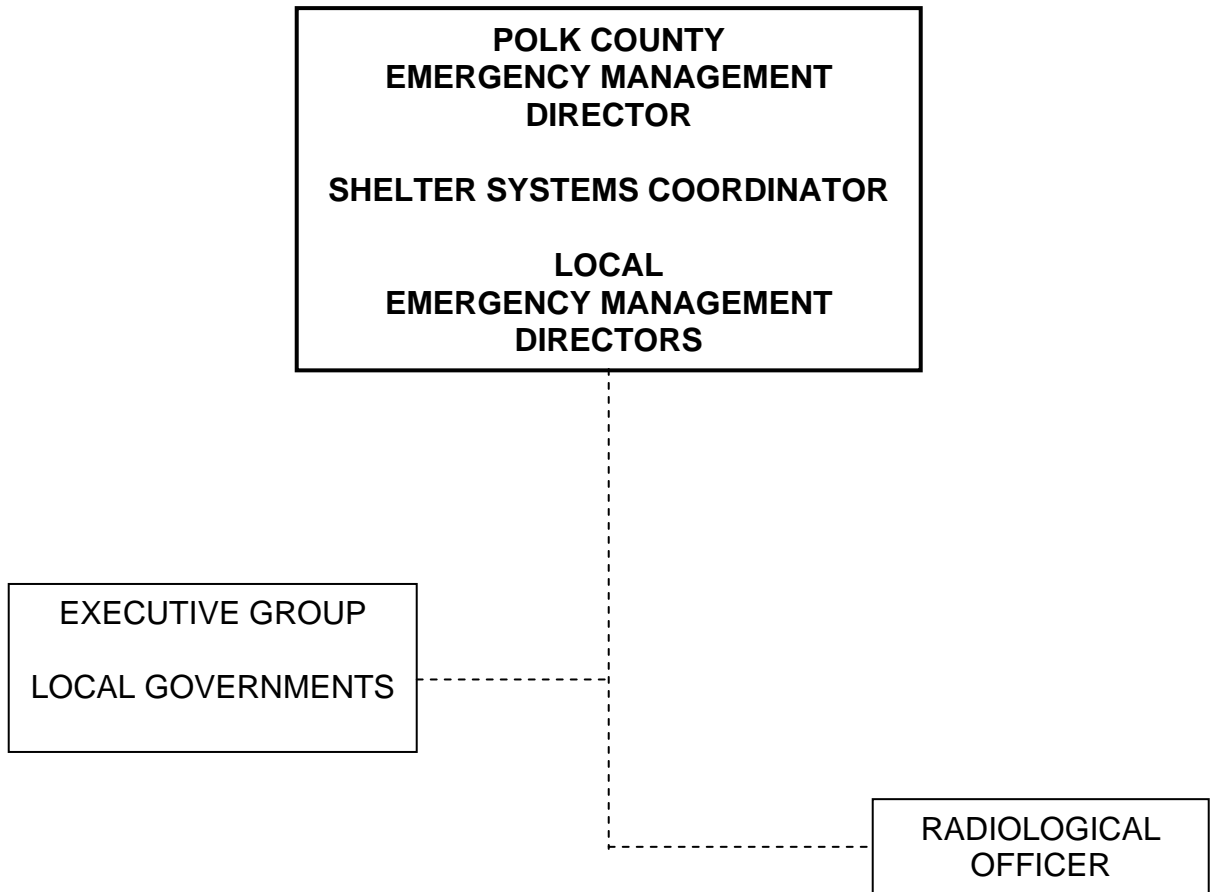 POLK COUNTY
EMERGENCY MANAGEMENT
DIRECTOR
SHELTER SYSTEMS COORDINATOR
LOCAL
EMERGENCY MANAGEMENT
DIRECTORS
EXECUTIVE GROUP
LOCAL GOVERNMENTS
RADIOLOGICAL
OFFICER